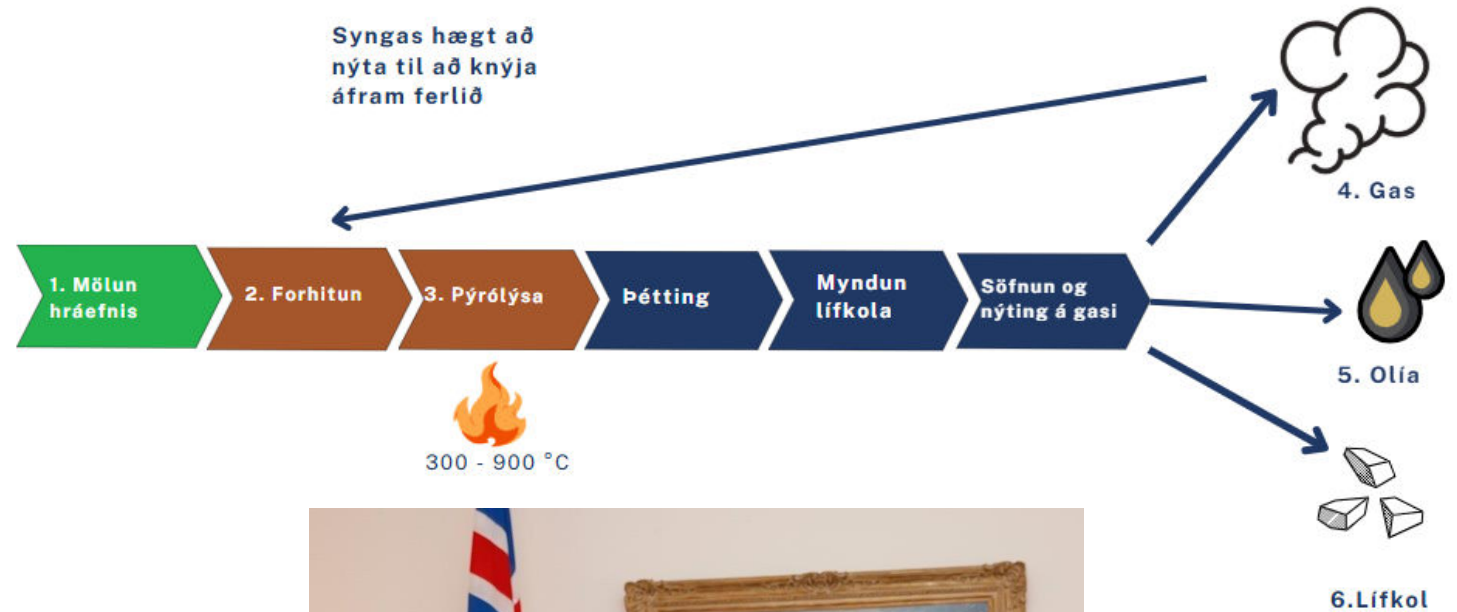 Syngas hægt að
nýta til að knýja
áfram ferlið
4. Gas
1. Mölun
hráefnis
2. Forhitun
3. Pýrólýsa
Þétting
Myndun
lífkola
Söfnun og
nýting á gasi
5. Olía
300 - 900 °C
6.Lífkol